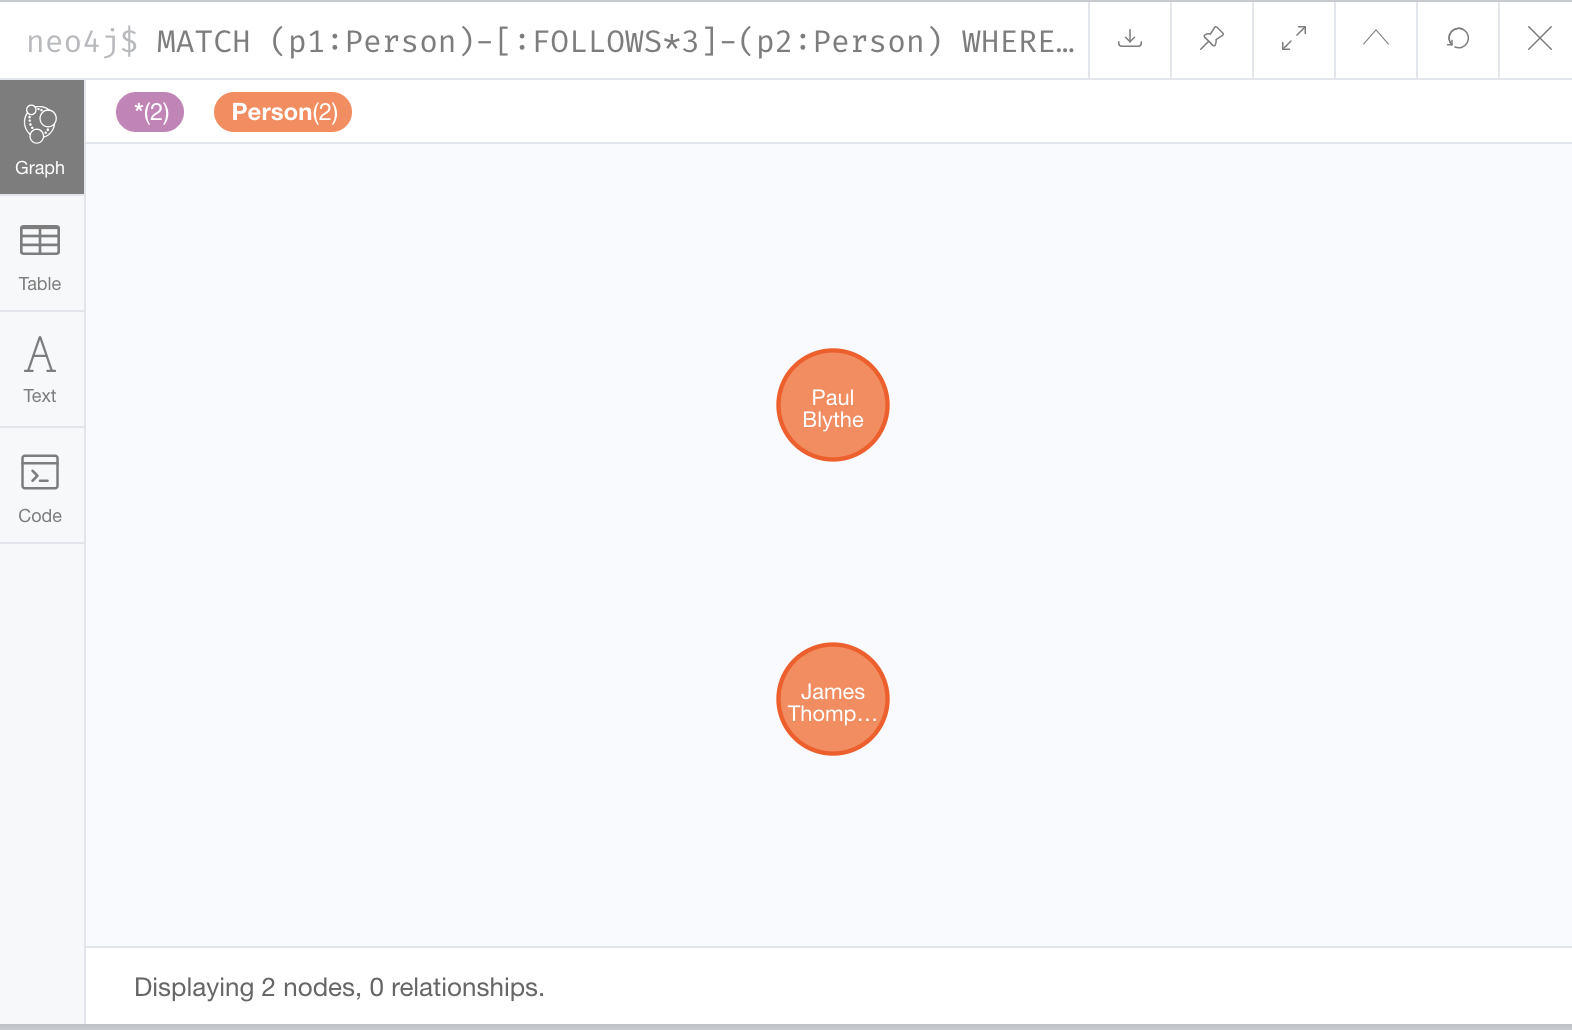 neo4j$ MATCH (p1:Person)-[:FOLLOWS*3]-(p2:Person) WHERE…
*(2) Person(2)
Graph
Table
Text
Code
Paul
Blythe
James
Thomp…
Displaying 2 nodes, 0 relationships.